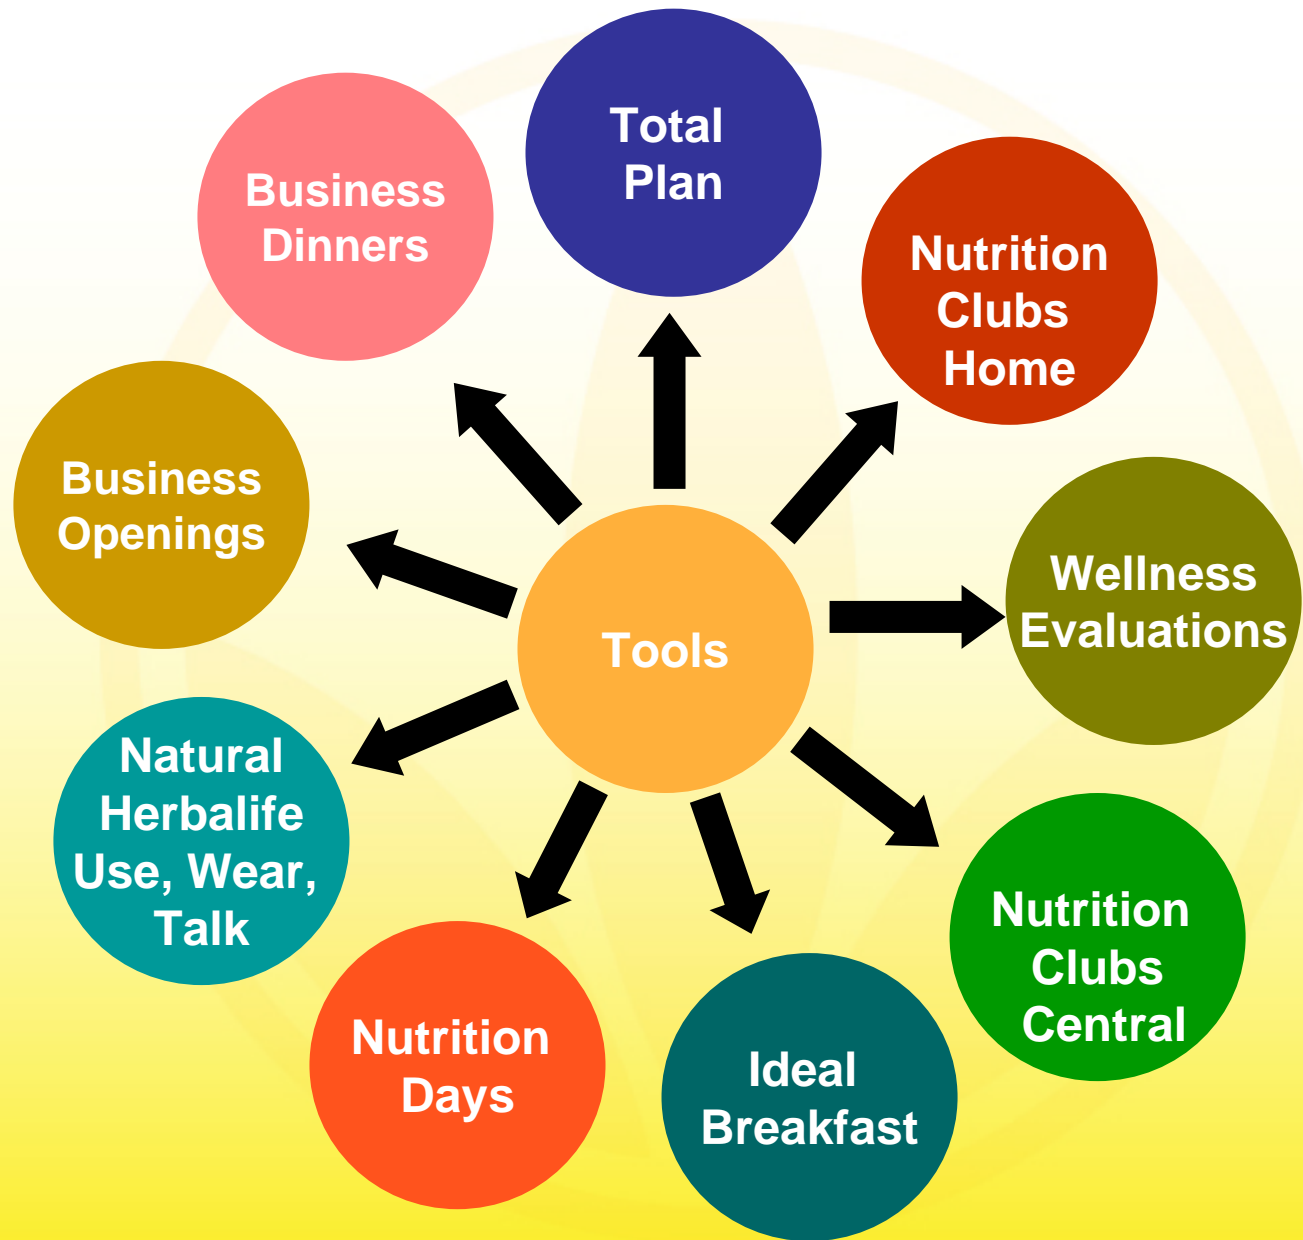 Total
Plan
Business
Dinners
Nutrition
Clubs
Home
Business
Openings
Wellness
Evaluations
Tools
Natural
Herbalife
Use, Wear,
Talk
Nutrition
Clubs
Central
Nutrition
Days
Ideal
Breakfast